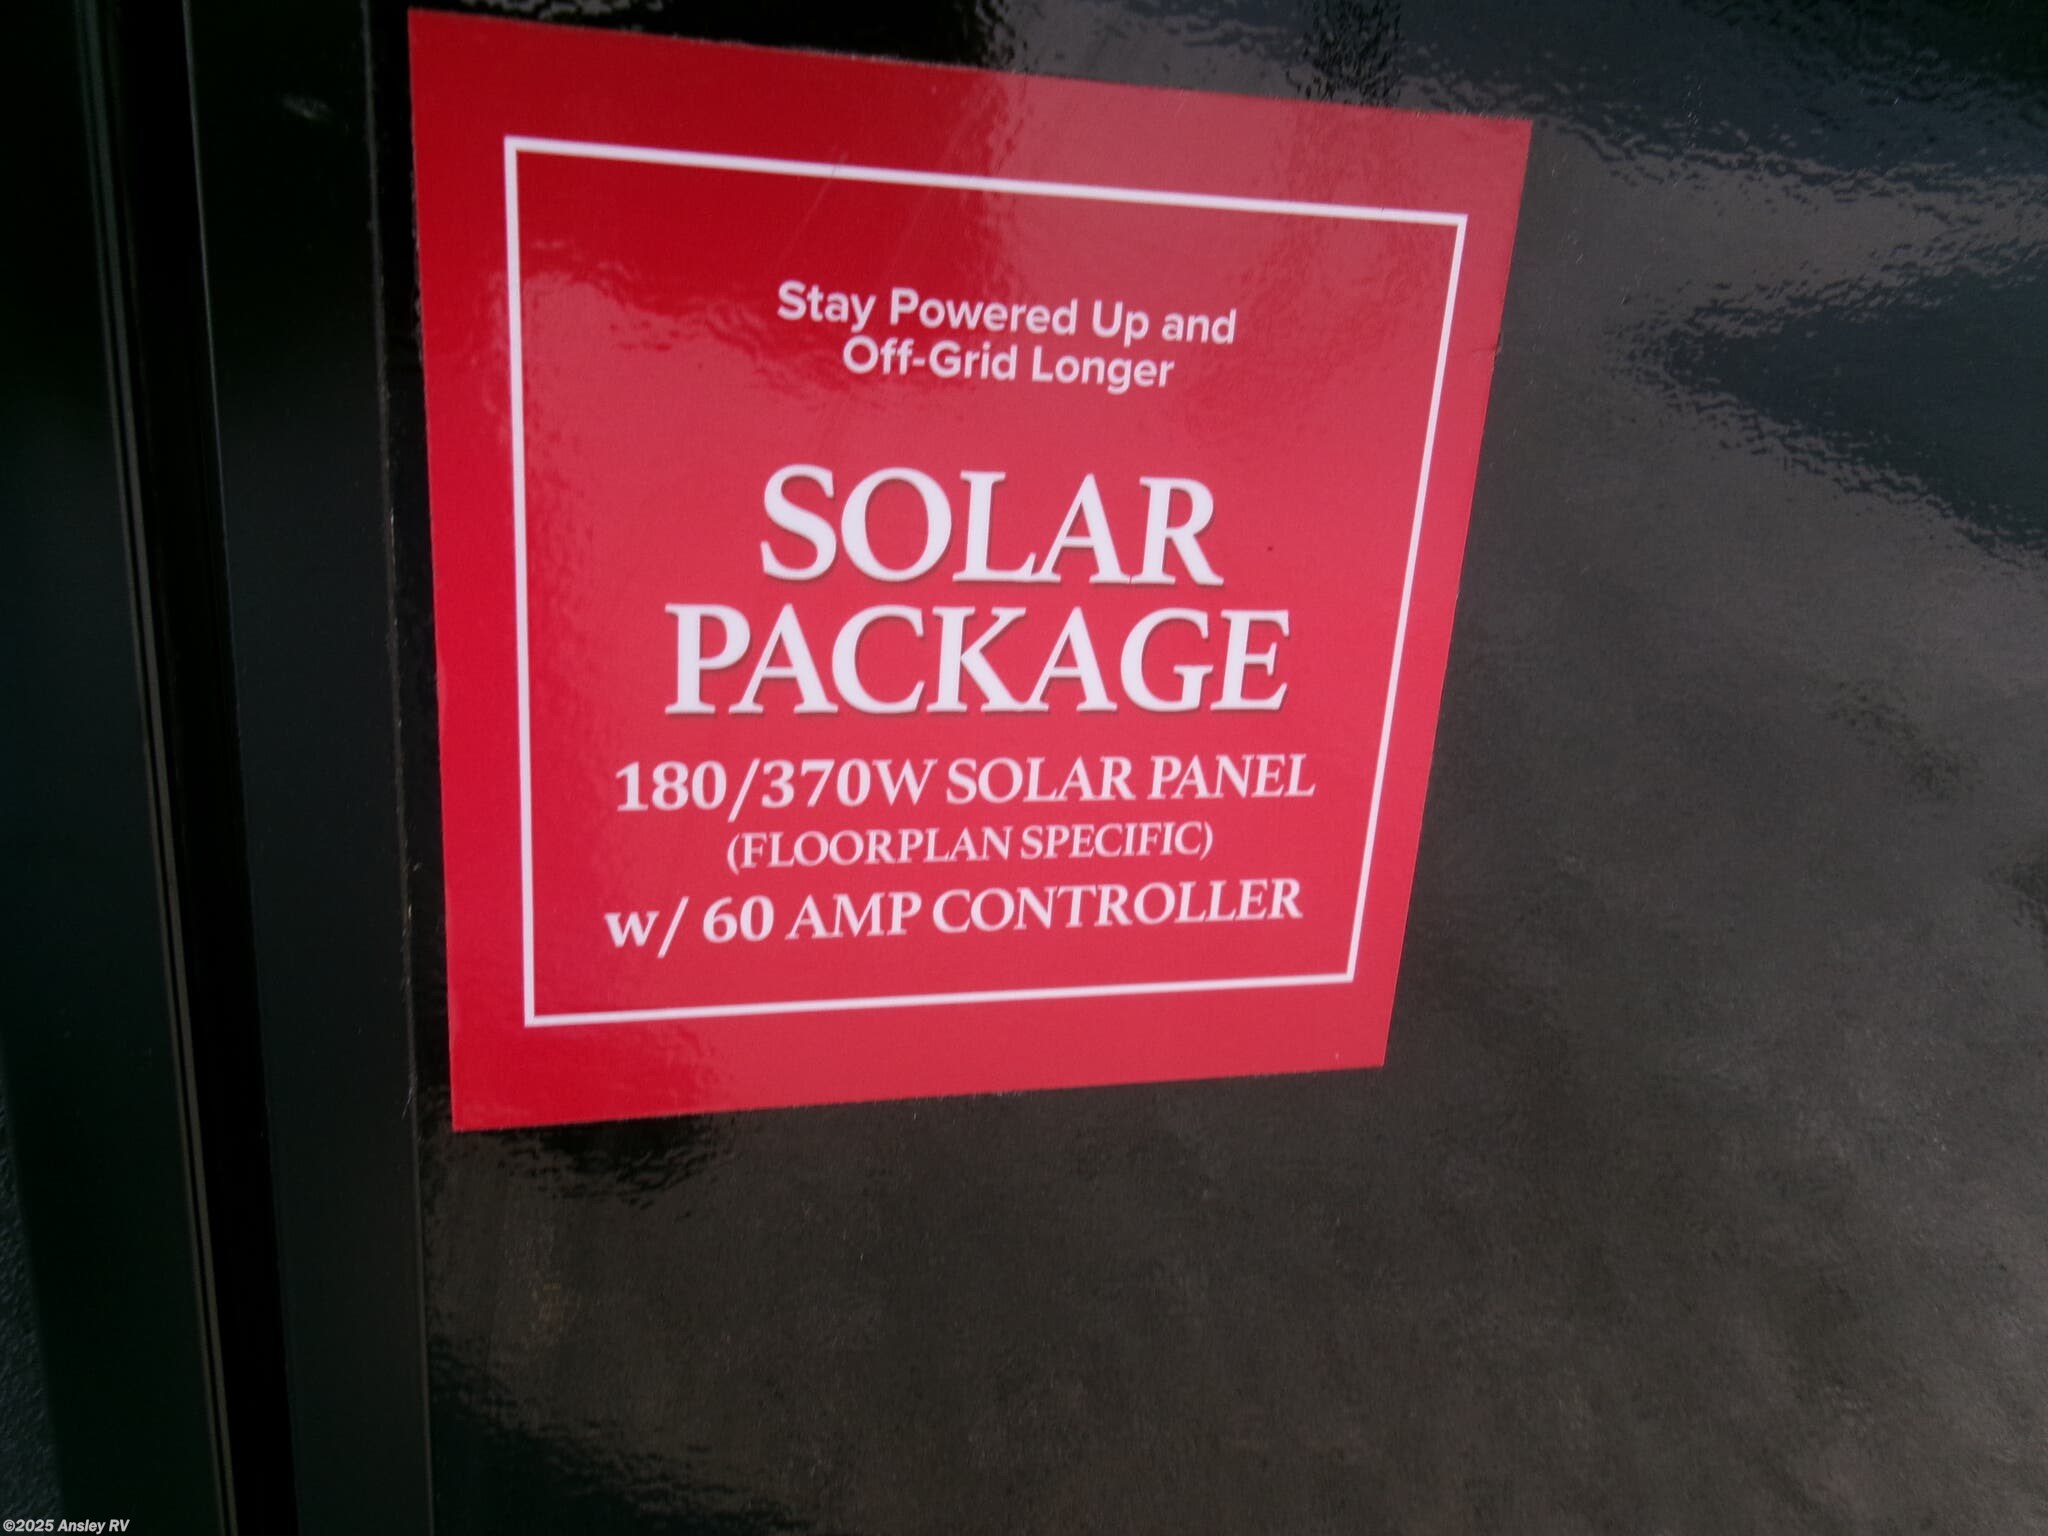 Stay Powered Up and
Off-Grid Longer
SOLAR
PACKAGE
180/370W SOLAR PANEL
(FLOORPLAN SPECIFIC)
w/ 60 AMP CONTROLLER
©2025 Ansley RV